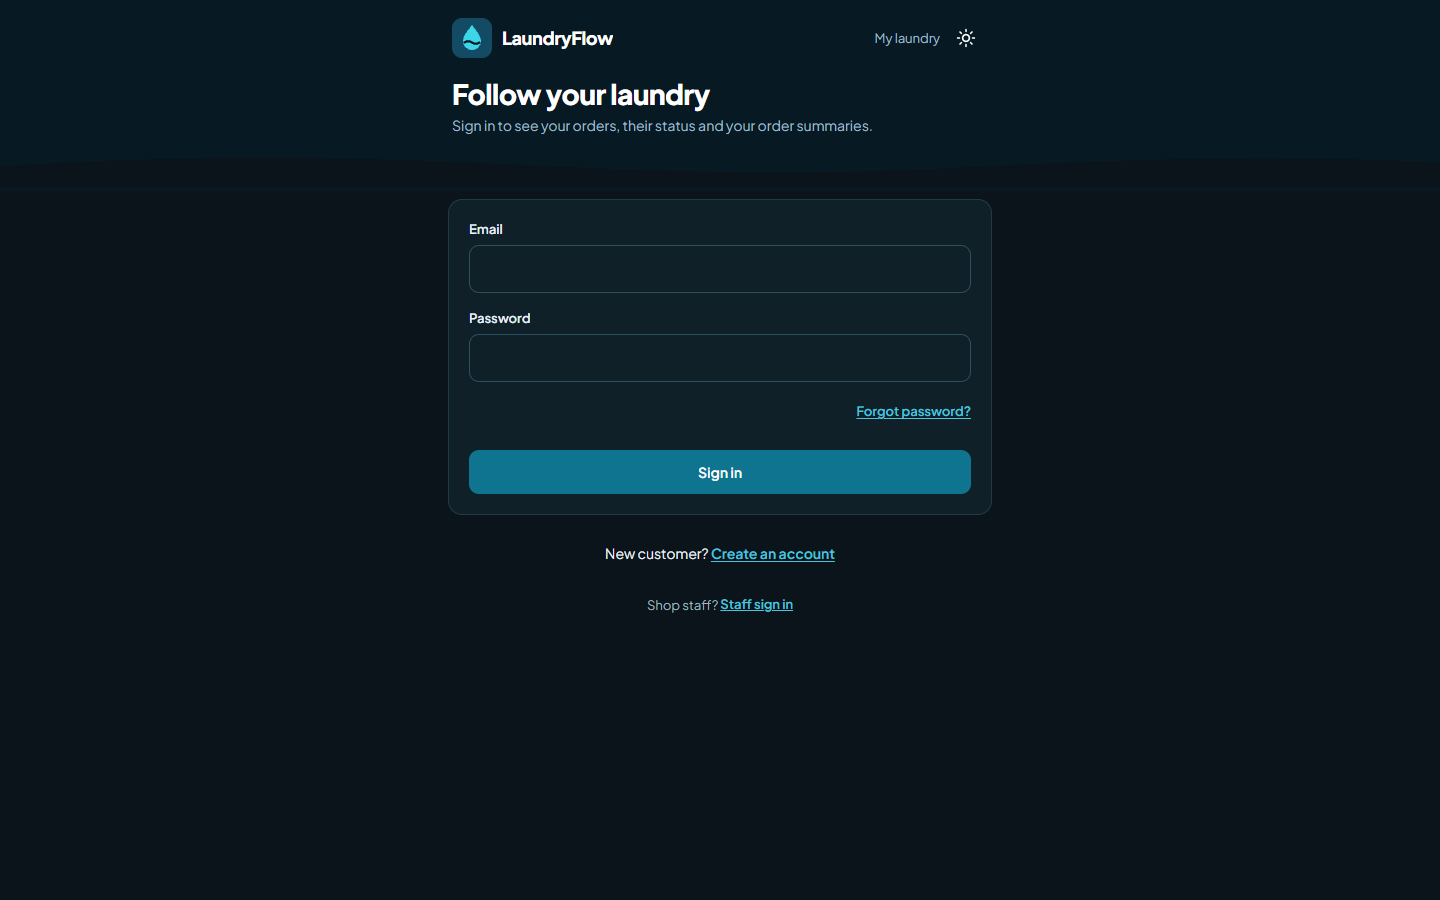 LaundryFlow
My laundry
Follow your laundry
Sign in to see your orders, their status and your order summaries.
Email
Password
Forgot password?
Sign in
New customer? Create an account
Shop staff? Staff sign in